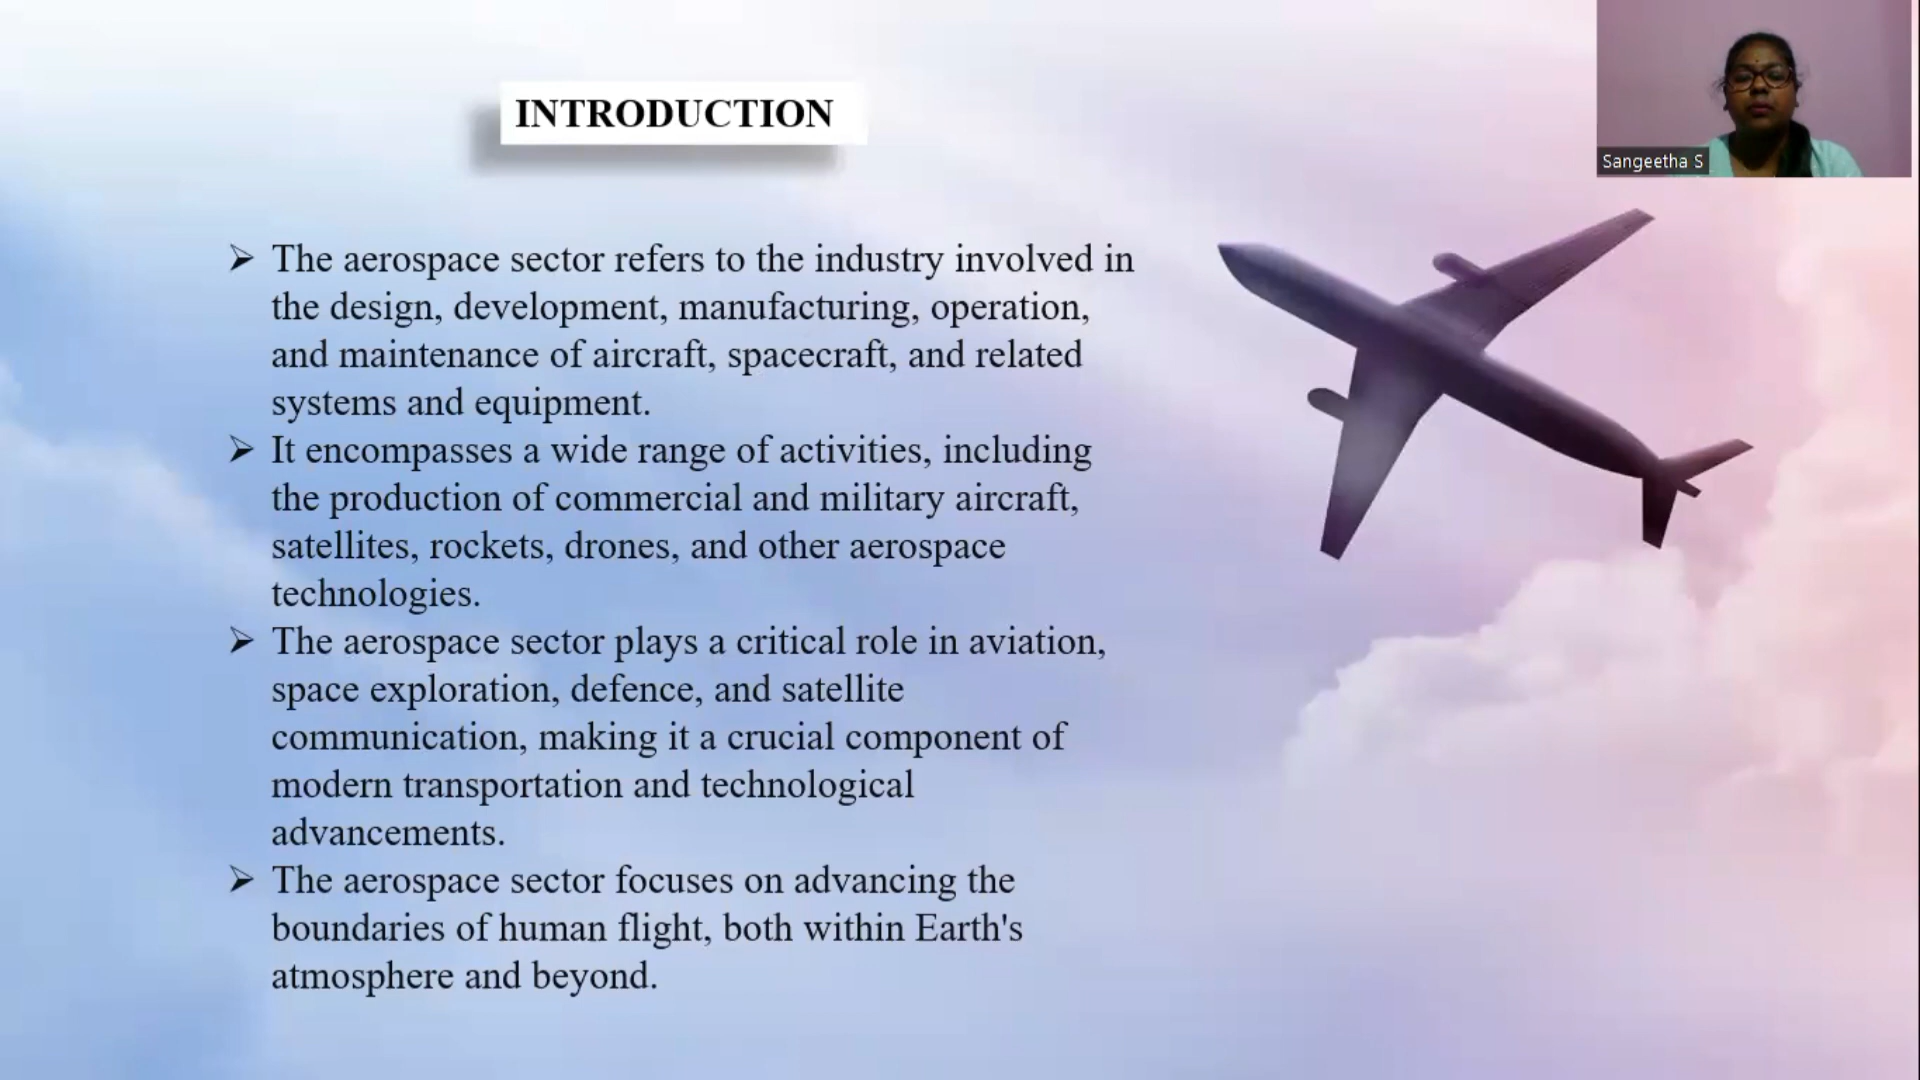 INTRODUCTION
Sangeetha S
➢ The aerospace sector refers to the industry involved in
the design, development, manufacturing, operation,
and maintenance of aircraft, spacecraft, and related
systems and equipment.
➢ It encompasses a wide range of activities, including
the production of commercial and military aircraft,
satellites, rockets, drones, and other aerospace
technologies.
➢ The aerospace sector plays a critical role in aviation,
space exploration, defence, and satellite
communication, making it a crucial component of
modern transportation and technological
advancements.
➢ The aerospace sector focuses on advancing the
boundaries of human flight, both within Earth's
atmosphere and beyond.